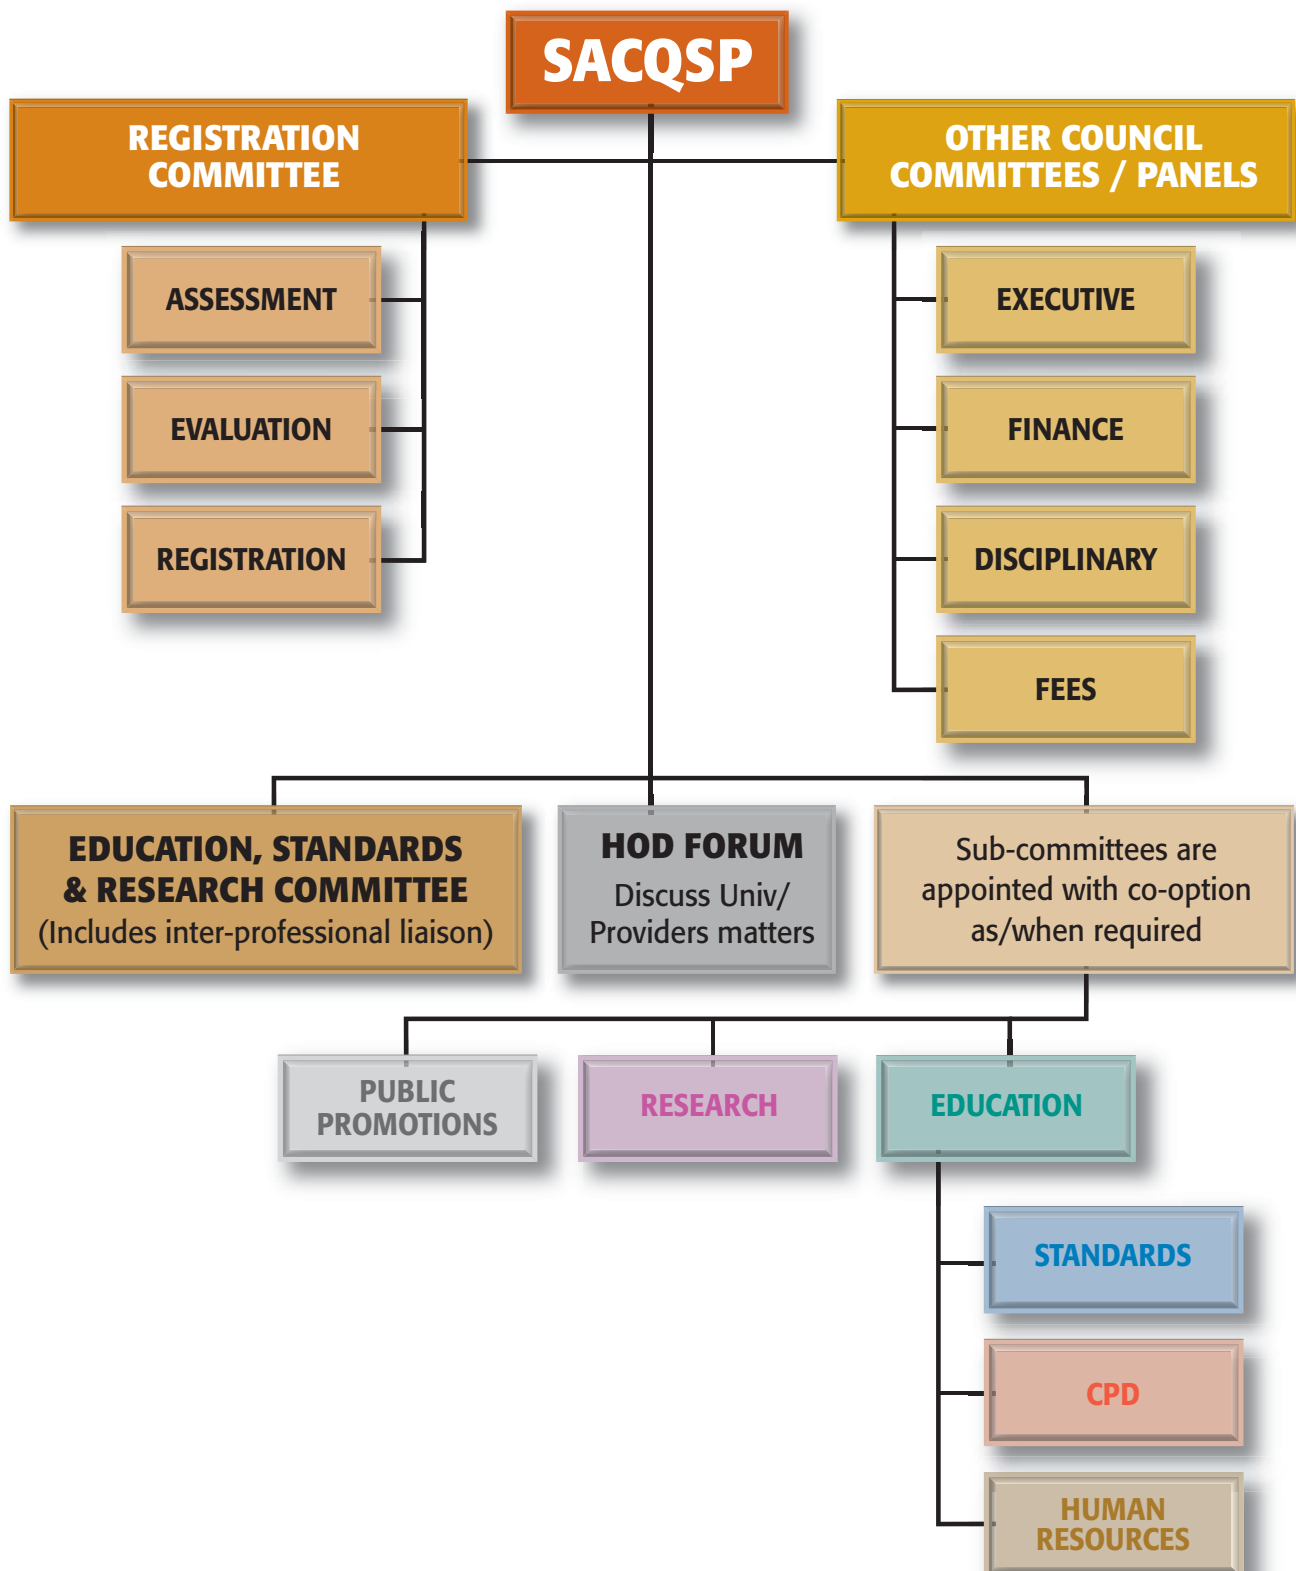 SACQSP
REGISTRATION
COMMITTEE
OTHER COUNCIL
COMMITTEES / PANELS
ASSESSMENT
EVALUATION
REGISTRATION
EXECUTIVE
FINANCE
DISCIPLINARY
FEES
EDUCATION, STANDARDS
& RESEARCH COMMITTEE
(Includes inter-professional liaison)
HOD FORUM
Discuss Univ/
Providers matters
Sub-committees are
appointed with co-option
as/when required
PUBLIC
PROMOTIONS
RESEARCH
EDUCATION
STANDARDS
CPD
HUMAN
RESOURCES